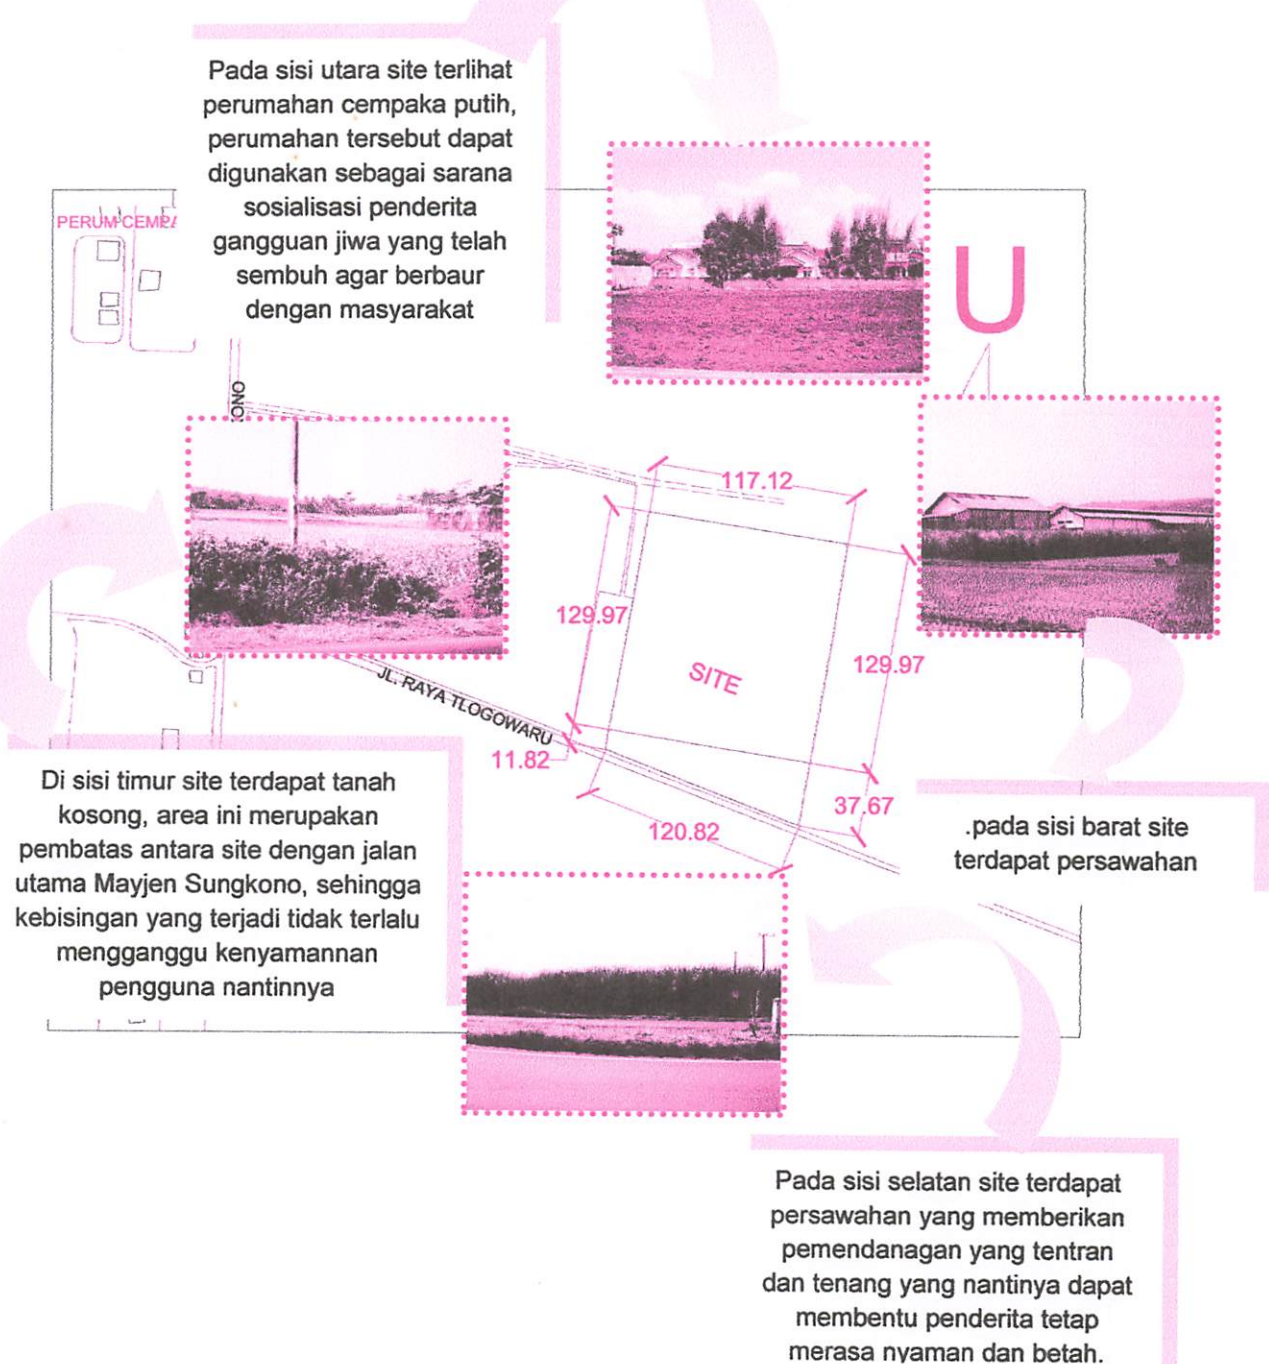 Pada sisi utara site terlihat
perumahan cempaka putih,
perumahan tersebut dapat
digunakan sebagai sarana
sosialisasi penderita
gangguan jiwa yang telah
sembuh agar berbaur
dengan masyarakat
PERUM CEMPA
U
ONO
117.12
129.97
129.97
SITE
JL. RAYA TLOGOWARU
11.82
37.67
120.82
Di sisi timur site terdapat tanah
kosong, area ini merupakan
pembatas antara site dengan jalan
utama Mayjen Sungkono, sehingga
kebisingan yang terjadi tidak terlalu
mengganggu kenyamannan
pengguna nantinnya
.pada sisi barat site
terdapat persawahan
Pada sisi selatan site terdapat
persawahan yang memberikan
pemendanagan yang tentran
dan tenang yang nantinya dapat
membentu penderita tetap
merasa nyaman dan betah.